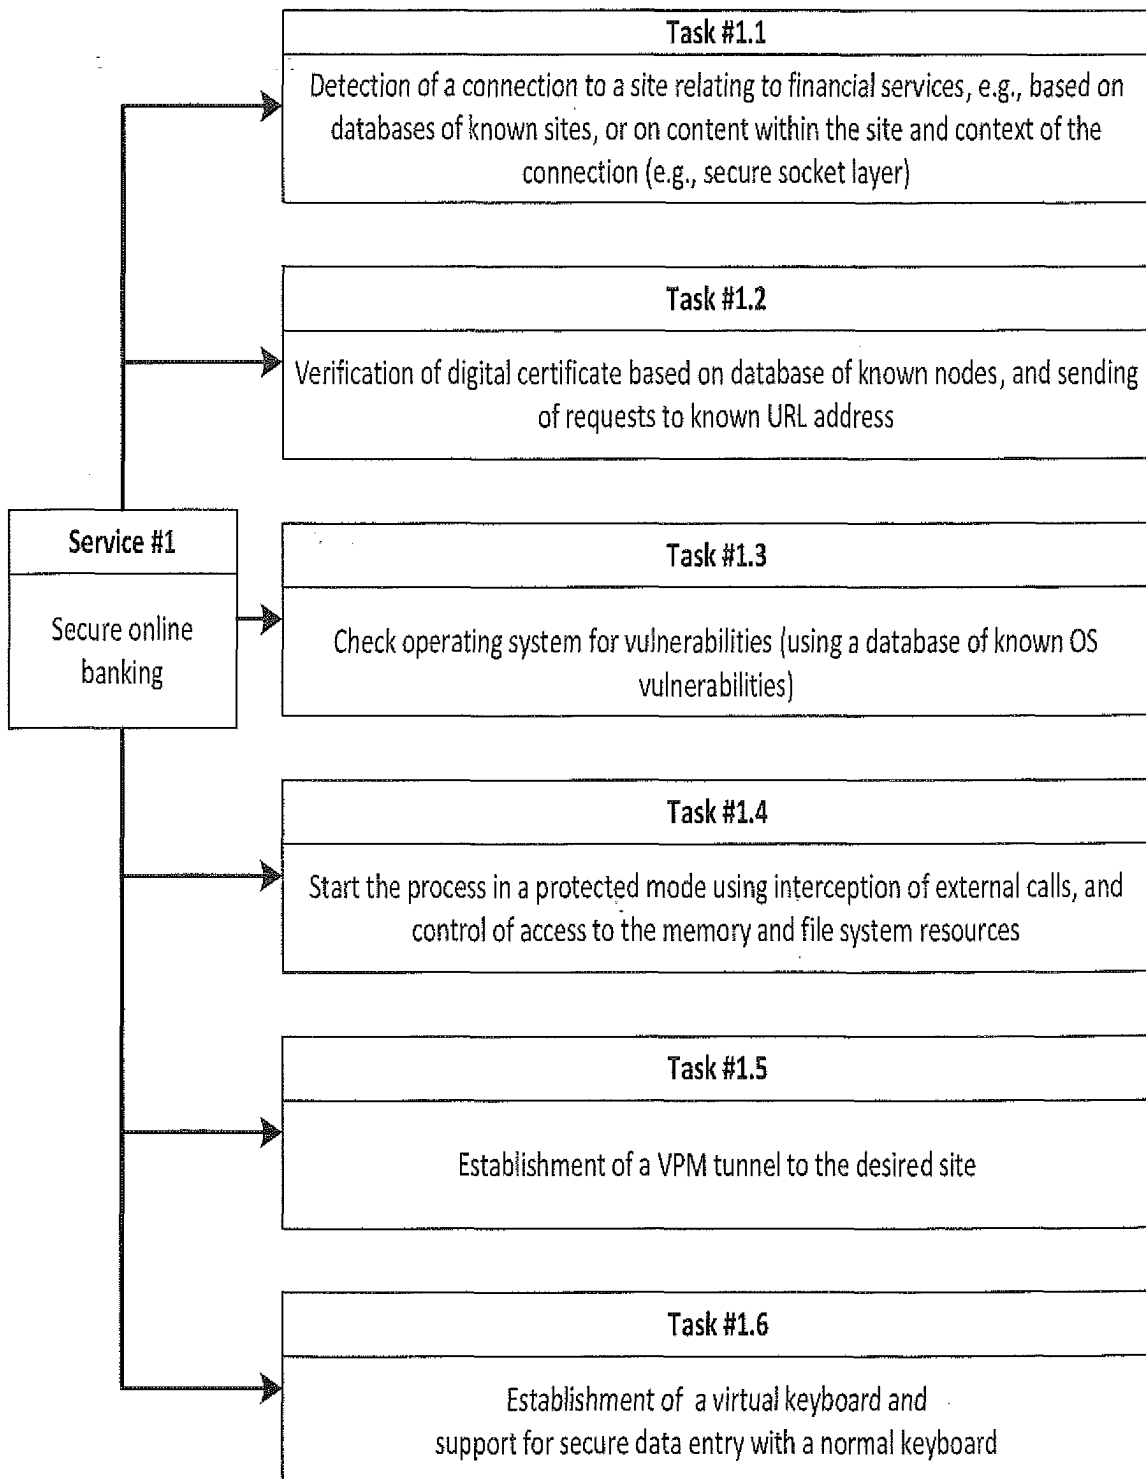 Task #1.1
Detection of a connection to a site relating to financial services, e.g., based on
databases of known sites, or on content within the site and context of the
connection (e.g., secure socket layer)
Task #1.2
Verification of digital certificate based on database of known nodes, and sending
of requests to known URL address
Service #1
Secure online
banking
Task #1.3
Check operating system for vulnerabilities (using a database of known OS
vulnerabilities)
Task #1.4
Start the process in a protected mode using interception of external calls, and
control of access to the memory and file system resources
Task #1.5
Establishment of a VPM tunnel to the desired site
Task #1.6
Establishment of a virtual keyboard and
support for secure data entry with a normal keyboard